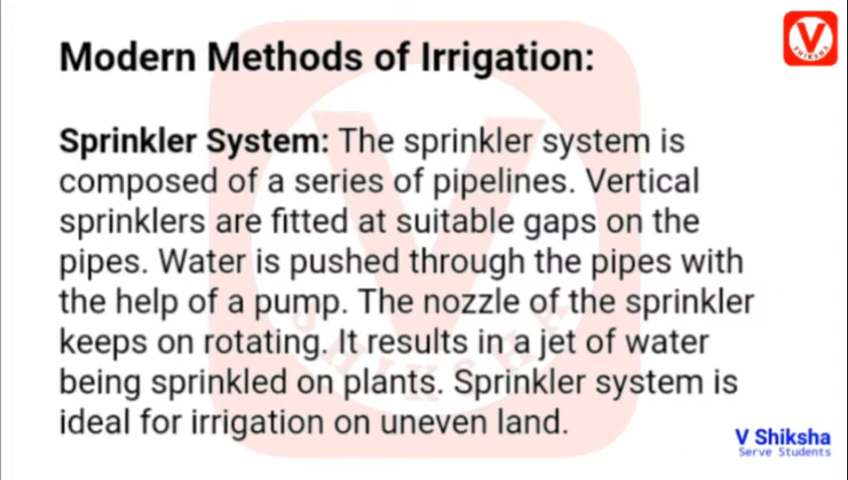 Modern Methods of Irrigation:
Sprinkler System: The sprinkler system is
composed of a series of pipelines. Vertical
sprinklers are fitted at suitable gaps on the
pipes. Water is pushed through the pipes with
the help of a pump. The nozzle of the sprinkler
keeps on rotating. It results in a jet of water
being sprinkled on plants. Sprinkler system is
ideal for irrigation on uneven land.
V
SHIKSHA
V
SHIKSHA
V Shiksha
Serve Students